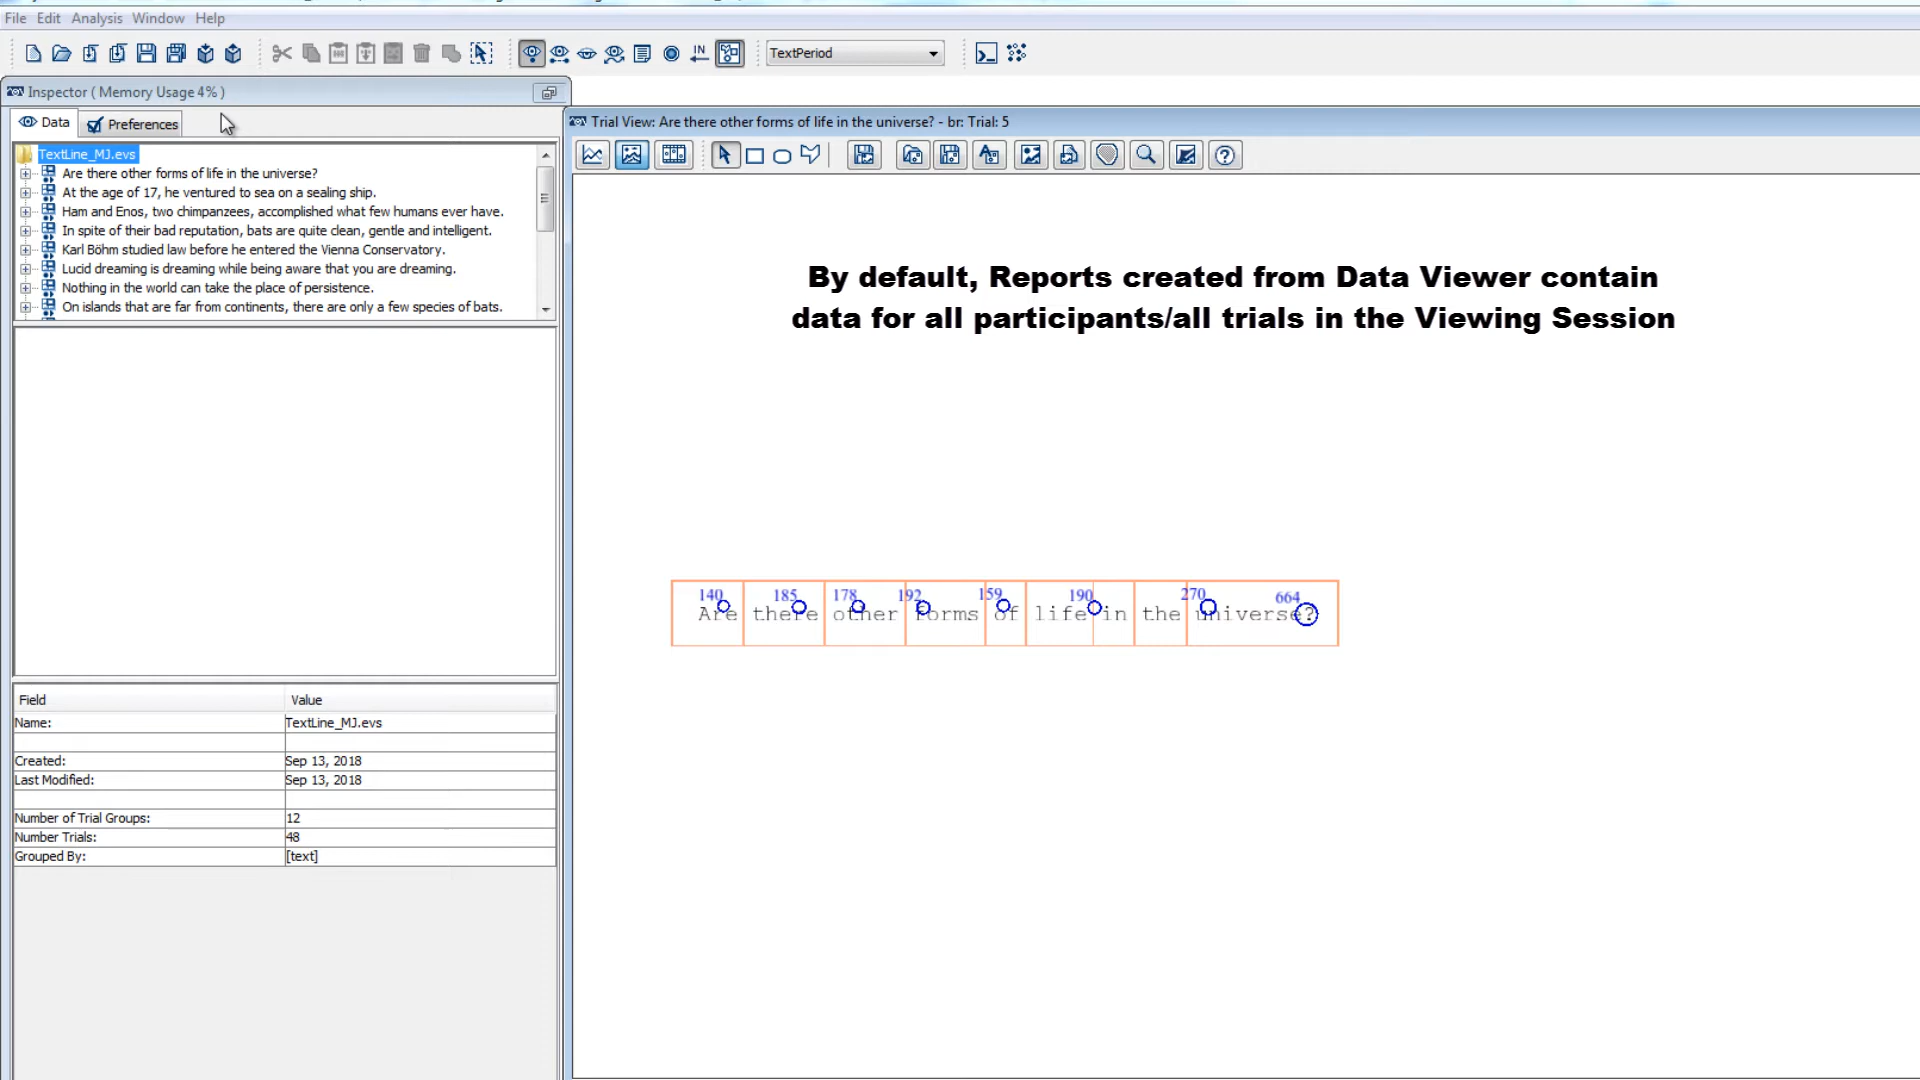 File Edit Analysis Window Help
IN
TextPeriod
Inspector ( Memory Usage 4% )
Data Preferences
TextLine_MJ.evs
Are there other forms of life in the universe?
At the age of 17, he ventured to sea on a sealing ship.
Ham and Enos, two chimpanzees, accomplished what few humans ever have.
In spite of their bad reputation, bats are quite clean, gentle and intelligent.
Karl Böhm studied law before he entered the Vienna Conservatory.
Lucid dreaming is dreaming while being aware that you are dreaming.
Nothing in the world can take the place of persistence.
On islands that are far from continents, there are only a few species of bats.
Field Value
Name: TextLine_MJ.evs
Created: Sep 13, 2018
Last Modified: Sep 13, 2018
Number of Trial Groups: 12
Number Trials: 48
Grouped By: [text]
Trial View: Are there other forms of life in the universe? - br: Trial: 5
By default, Reports created from Data Viewer contain
data for all participants/all trials in the Viewing Session
140 185 178 192 159 190 270 664
Are there other forms of life in the universe?